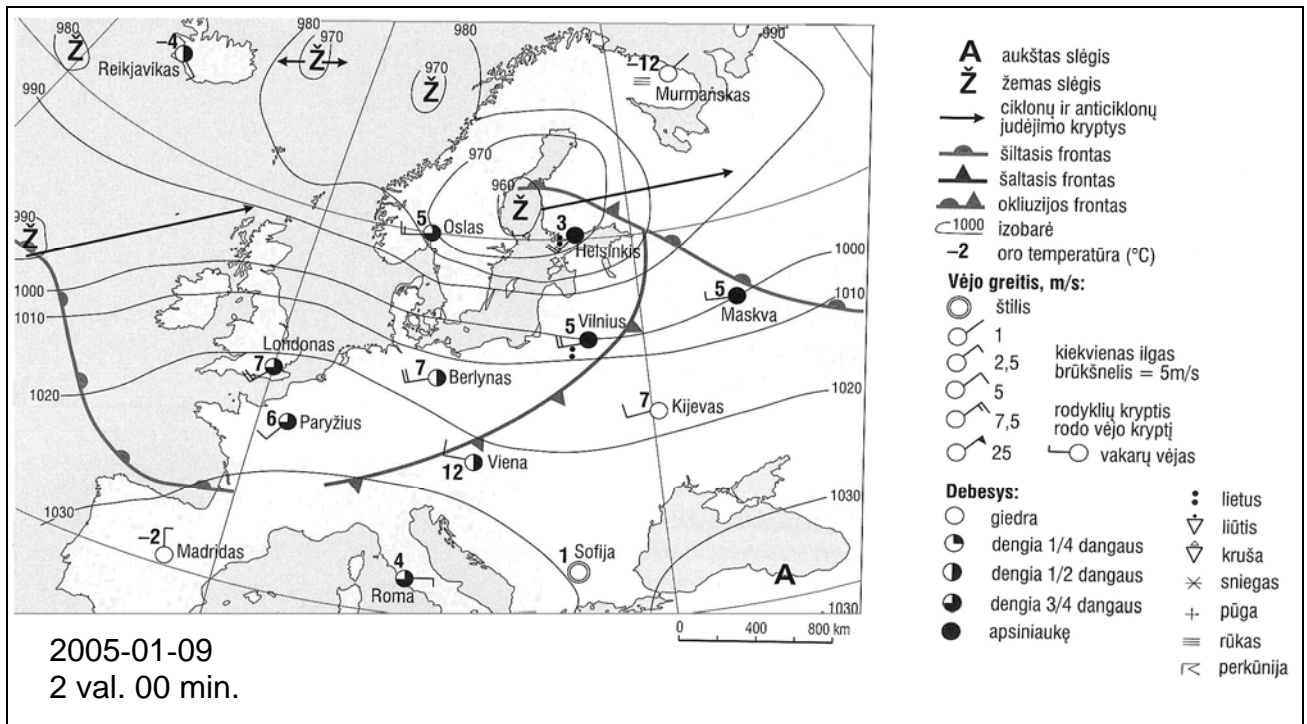 980
980
970
980
990
-4
Ž
Ž
970
Ž
-12
Reikjavikas
Murmanskas
990
970
960
990
Ž
Ž
5
Oslas
3
Helsinkis
1000
1000
1010
5
Maskva
1010
5
Vilnius
Londonas
7
7
Berlynas
1020
7
Kijevas
1020
6
Paryžius
12
Viena
1030
1030
-2
Madridas
4
Roma
1
Sofija
A
1030
0 400 800 km
2005-01-09
2 val. 00 min.
A aukštas slėgis
Ž žemas slėgis
ciklonų ir anticiklonų
judėjimo kryptys
šiltasis frontas
šaltasis frontas
okliuzijos frontas
1000 izobarė
–2 oro temperatūra (°C)
Vėjo greitis, m/s:
štilis
1
2,5
5
7,5
25
kiekvienas ilgas
brūkšnelis = 5m/s
rodyklių kryptis
rodo vėjo kryptį
vakarų vėjas
Debesys:
giedra
dengia 1/4 dangaus
dengia 1/2 dangaus
dengia 3/4 dangaus
apsiniaukę
lietus
liūtis
kruša
sniegas
pūga
rūkas
perkūnija